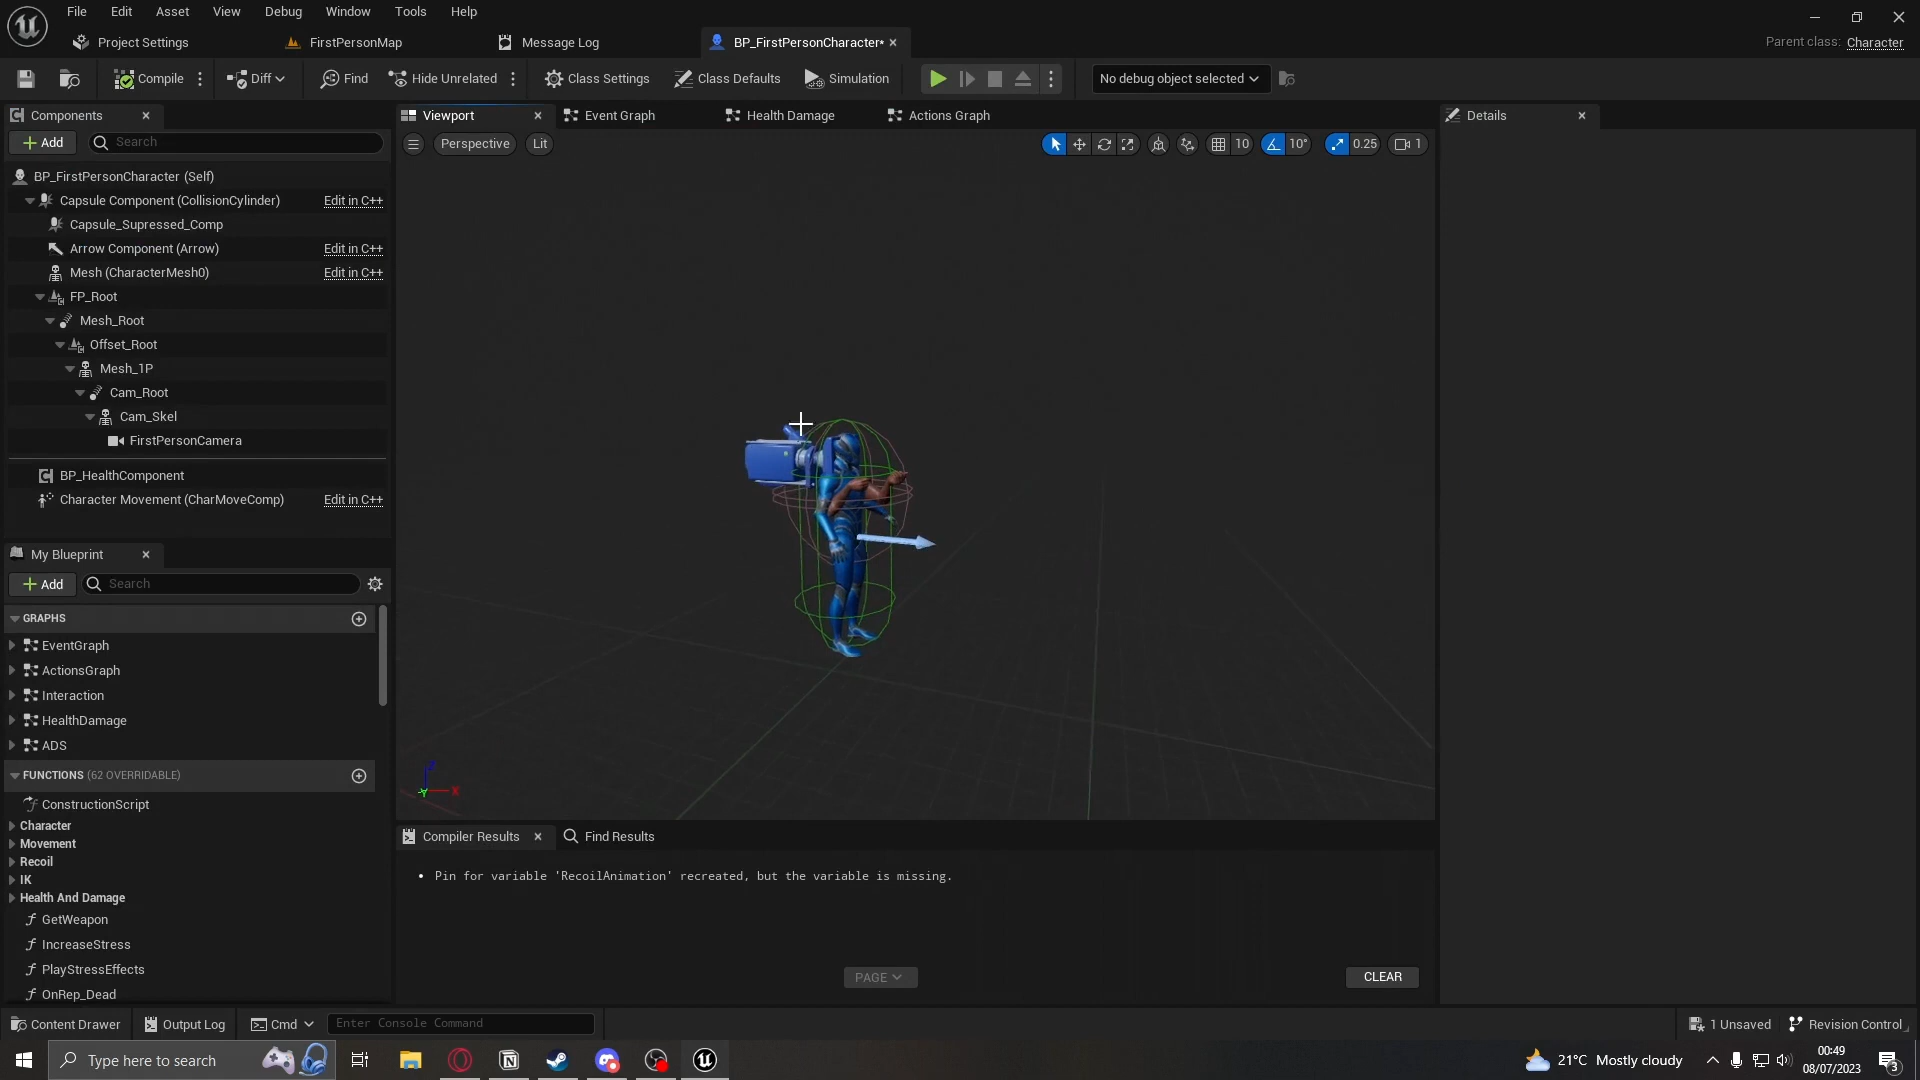 File Edit Asset View Debug Window Tools Help
Project Settings FirstPersonMap Message Log BP_FirstPersonCharacter* Parent class: Character
Compile Diff Find Hide Unrelated Class Settings Class Defaults Simulation No debug object selected
Components Viewport Event Graph Health Damage Actions Graph Details
Add Search Perspective Lit 10 10° 0.25 1
BP_FirstPersonCharacter (Self)
Capsule Component (CollisionCylinder) Edit in C++
Capsule_Supressed_Comp
Arrow Component (Arrow) Edit in C++
Mesh (CharacterMesh0) Edit in C++
FP_Root
Mesh_Root
Offset_Root
Mesh_1P
Cam_Root
Cam_Skel
FirstPersonCamera
BP_HealthComponent
Character Movement (CharMoveComp) Edit in C++
My Blueprint
Add Search
GRAPHS
EventGraph
ActionsGraph
Interaction
HealthDamage
ADS
FUNCTIONS (62 OVERRIDABLE)
ConstructionScript
Character
Movement
Recoil
IK
Health And Damage
GetWeapon
IncreaseStress
PlayStressEffects
OnRep_Dead
Z
Y X
Compiler Results Find Results
• Pin for variable 'RecoilAnimation' recreated, but the variable is missing.
PAGE CLEAR
Content Drawer Output Log Cmd Enter Console Command 1 Unsaved Revision Control
Type here to search 21°C Mostly cloudy 00:49
08/07/2023 3